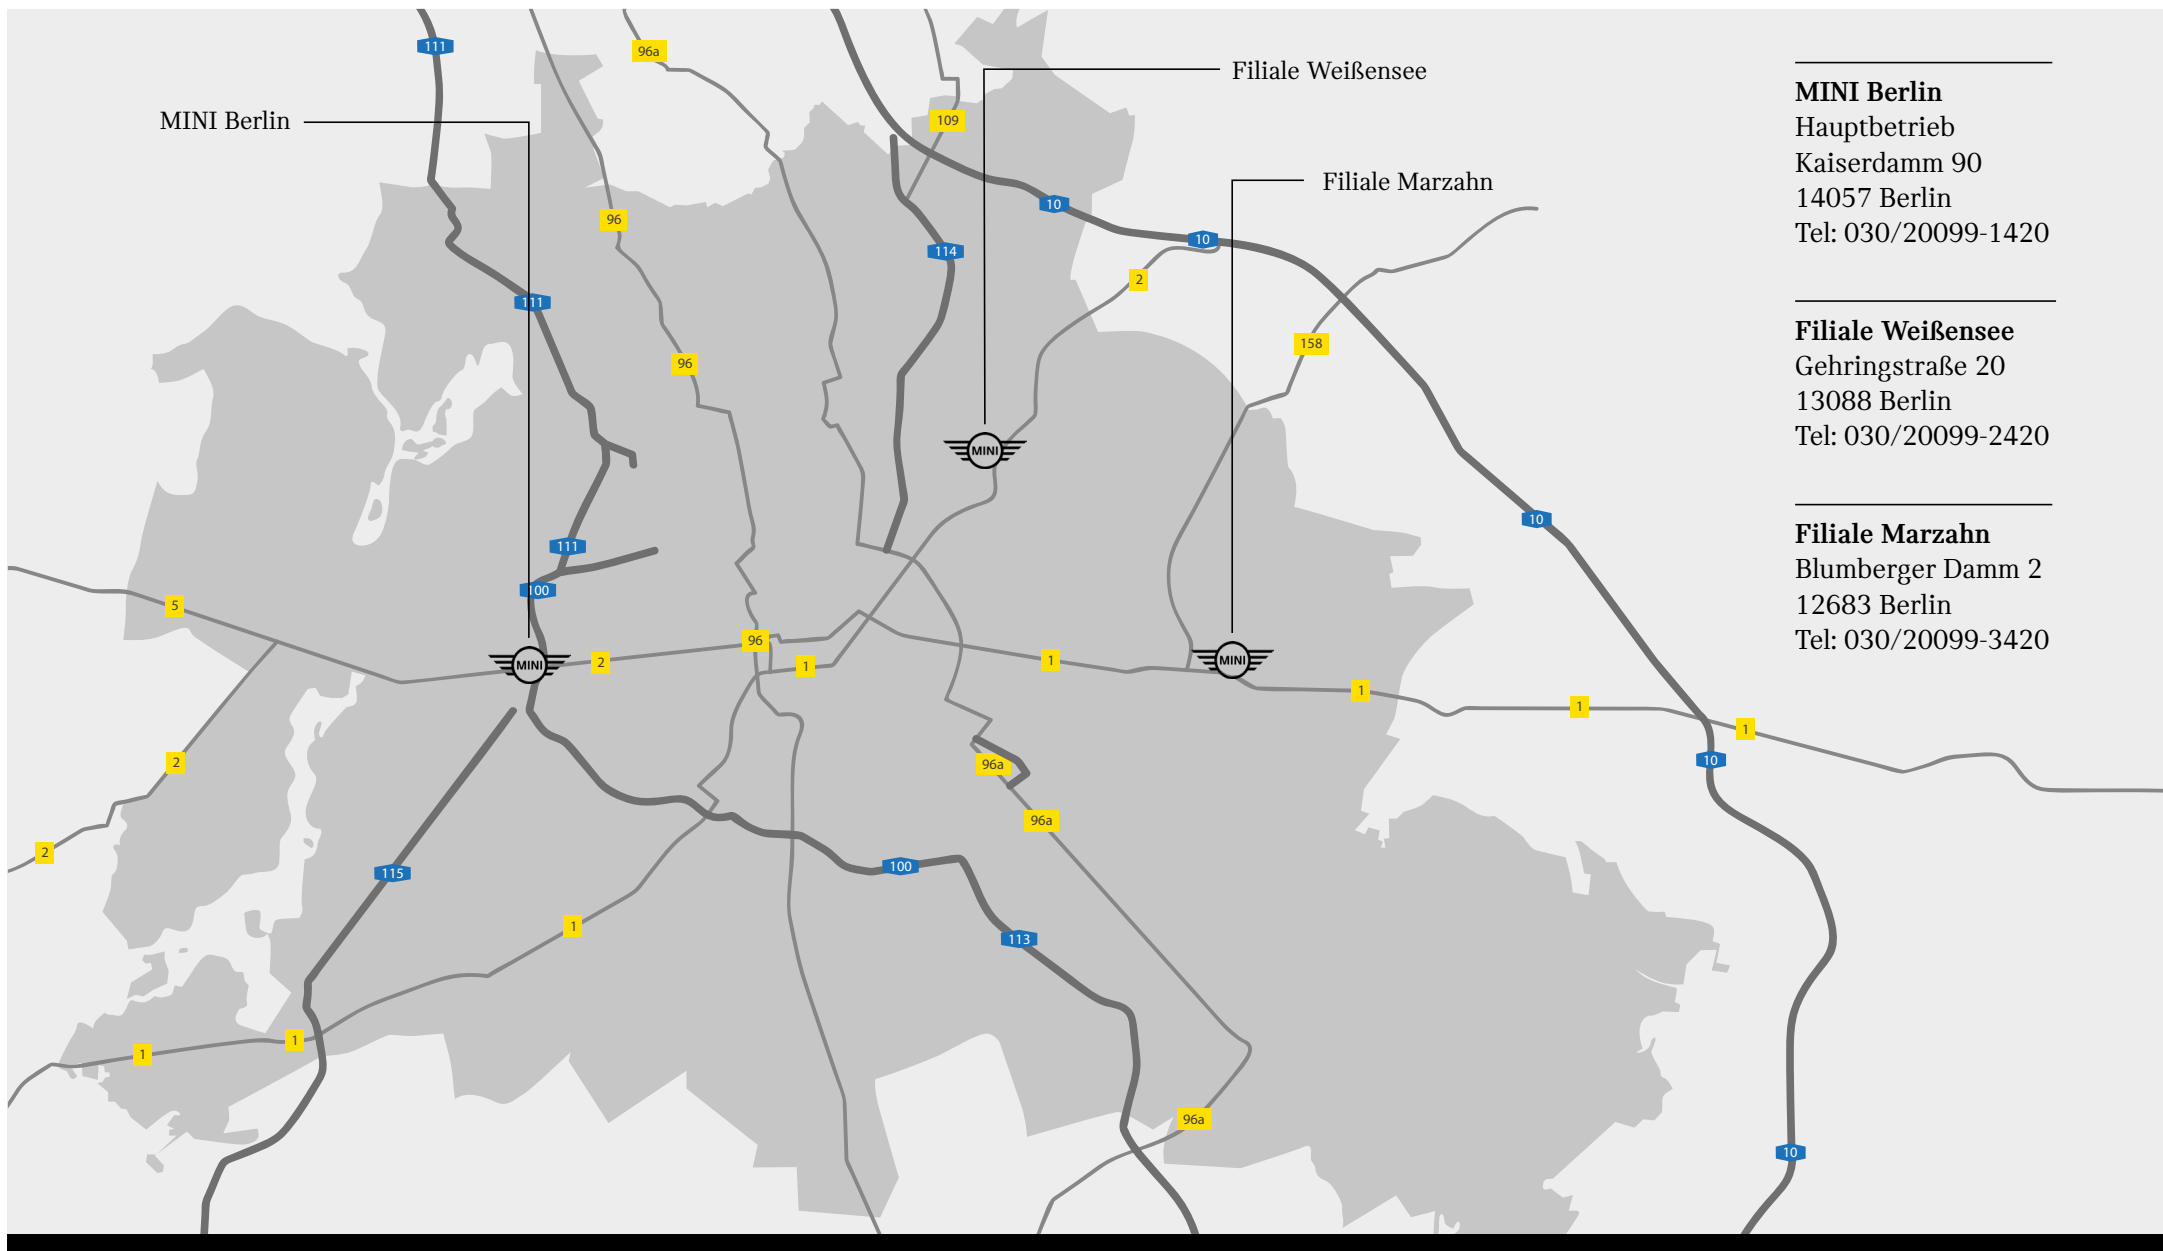 111
96a
Filiale Weißensee
MINI Berlin
109
Filiale Marzahn
10
96
114
10
2
111
158
96
MINI
10
111
100
5
96
2
1
1
MINI
MINI
1
1
1
2
96a
10
96a
2
115
100
1
113
1
1
96a
10
MINI Berlin
Hauptbetrieb
Kaiserdamm 90
14057 Berlin
Tel: 030/20099-1420
Filiale Weißensee
Gehringstraße 20
13088 Berlin
Tel: 030/20099-2420
Filiale Marzahn
Blumberger Damm 2
12683 Berlin
Tel: 030/20099-3420